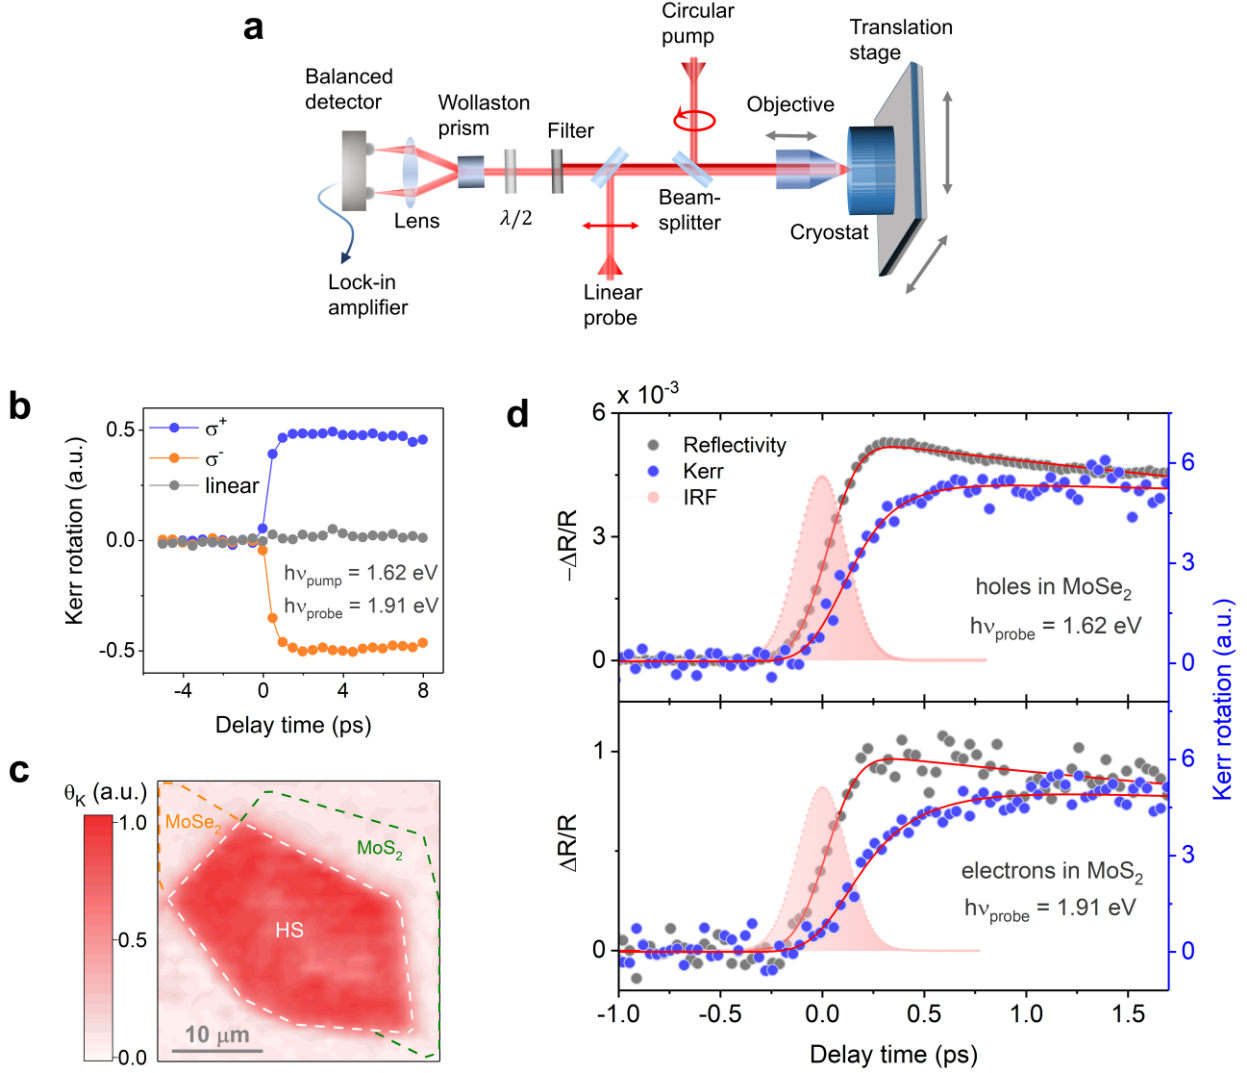 a
Circular
pump
Translation
stage
Balanced
detector
Wollaston
prism
Objective
Filter
Lens
λ/2
Beam-
splitter
Cryostat
Lock-in
amplifier
Linear
probe
b
Kerr rotation (a.u.)
0.5
0.0
-0.5
σ⁺
σ⁻
linear
hν_pump = 1.62 eV
hν_probe = 1.91 eV
-4
0
4
8
Delay time (ps)
c
θ_K (a.u.)
1.0
0.5
0.0
MoSe₂
MoS₂
HS
10 μm
d
x 10⁻³
6
3
0
−ΔR/R
Reflectivity
Kerr
IRF
holes in MoSe₂
hν_probe = 1.62 eV
6
3
0
Kerr rotation (a.u.)
1
0
ΔR/R
electrons in MoS₂
hν_probe = 1.91 eV
6
3
0
-1.0
-0.5
0.0
0.5
1.0
1.5
Delay time (ps)